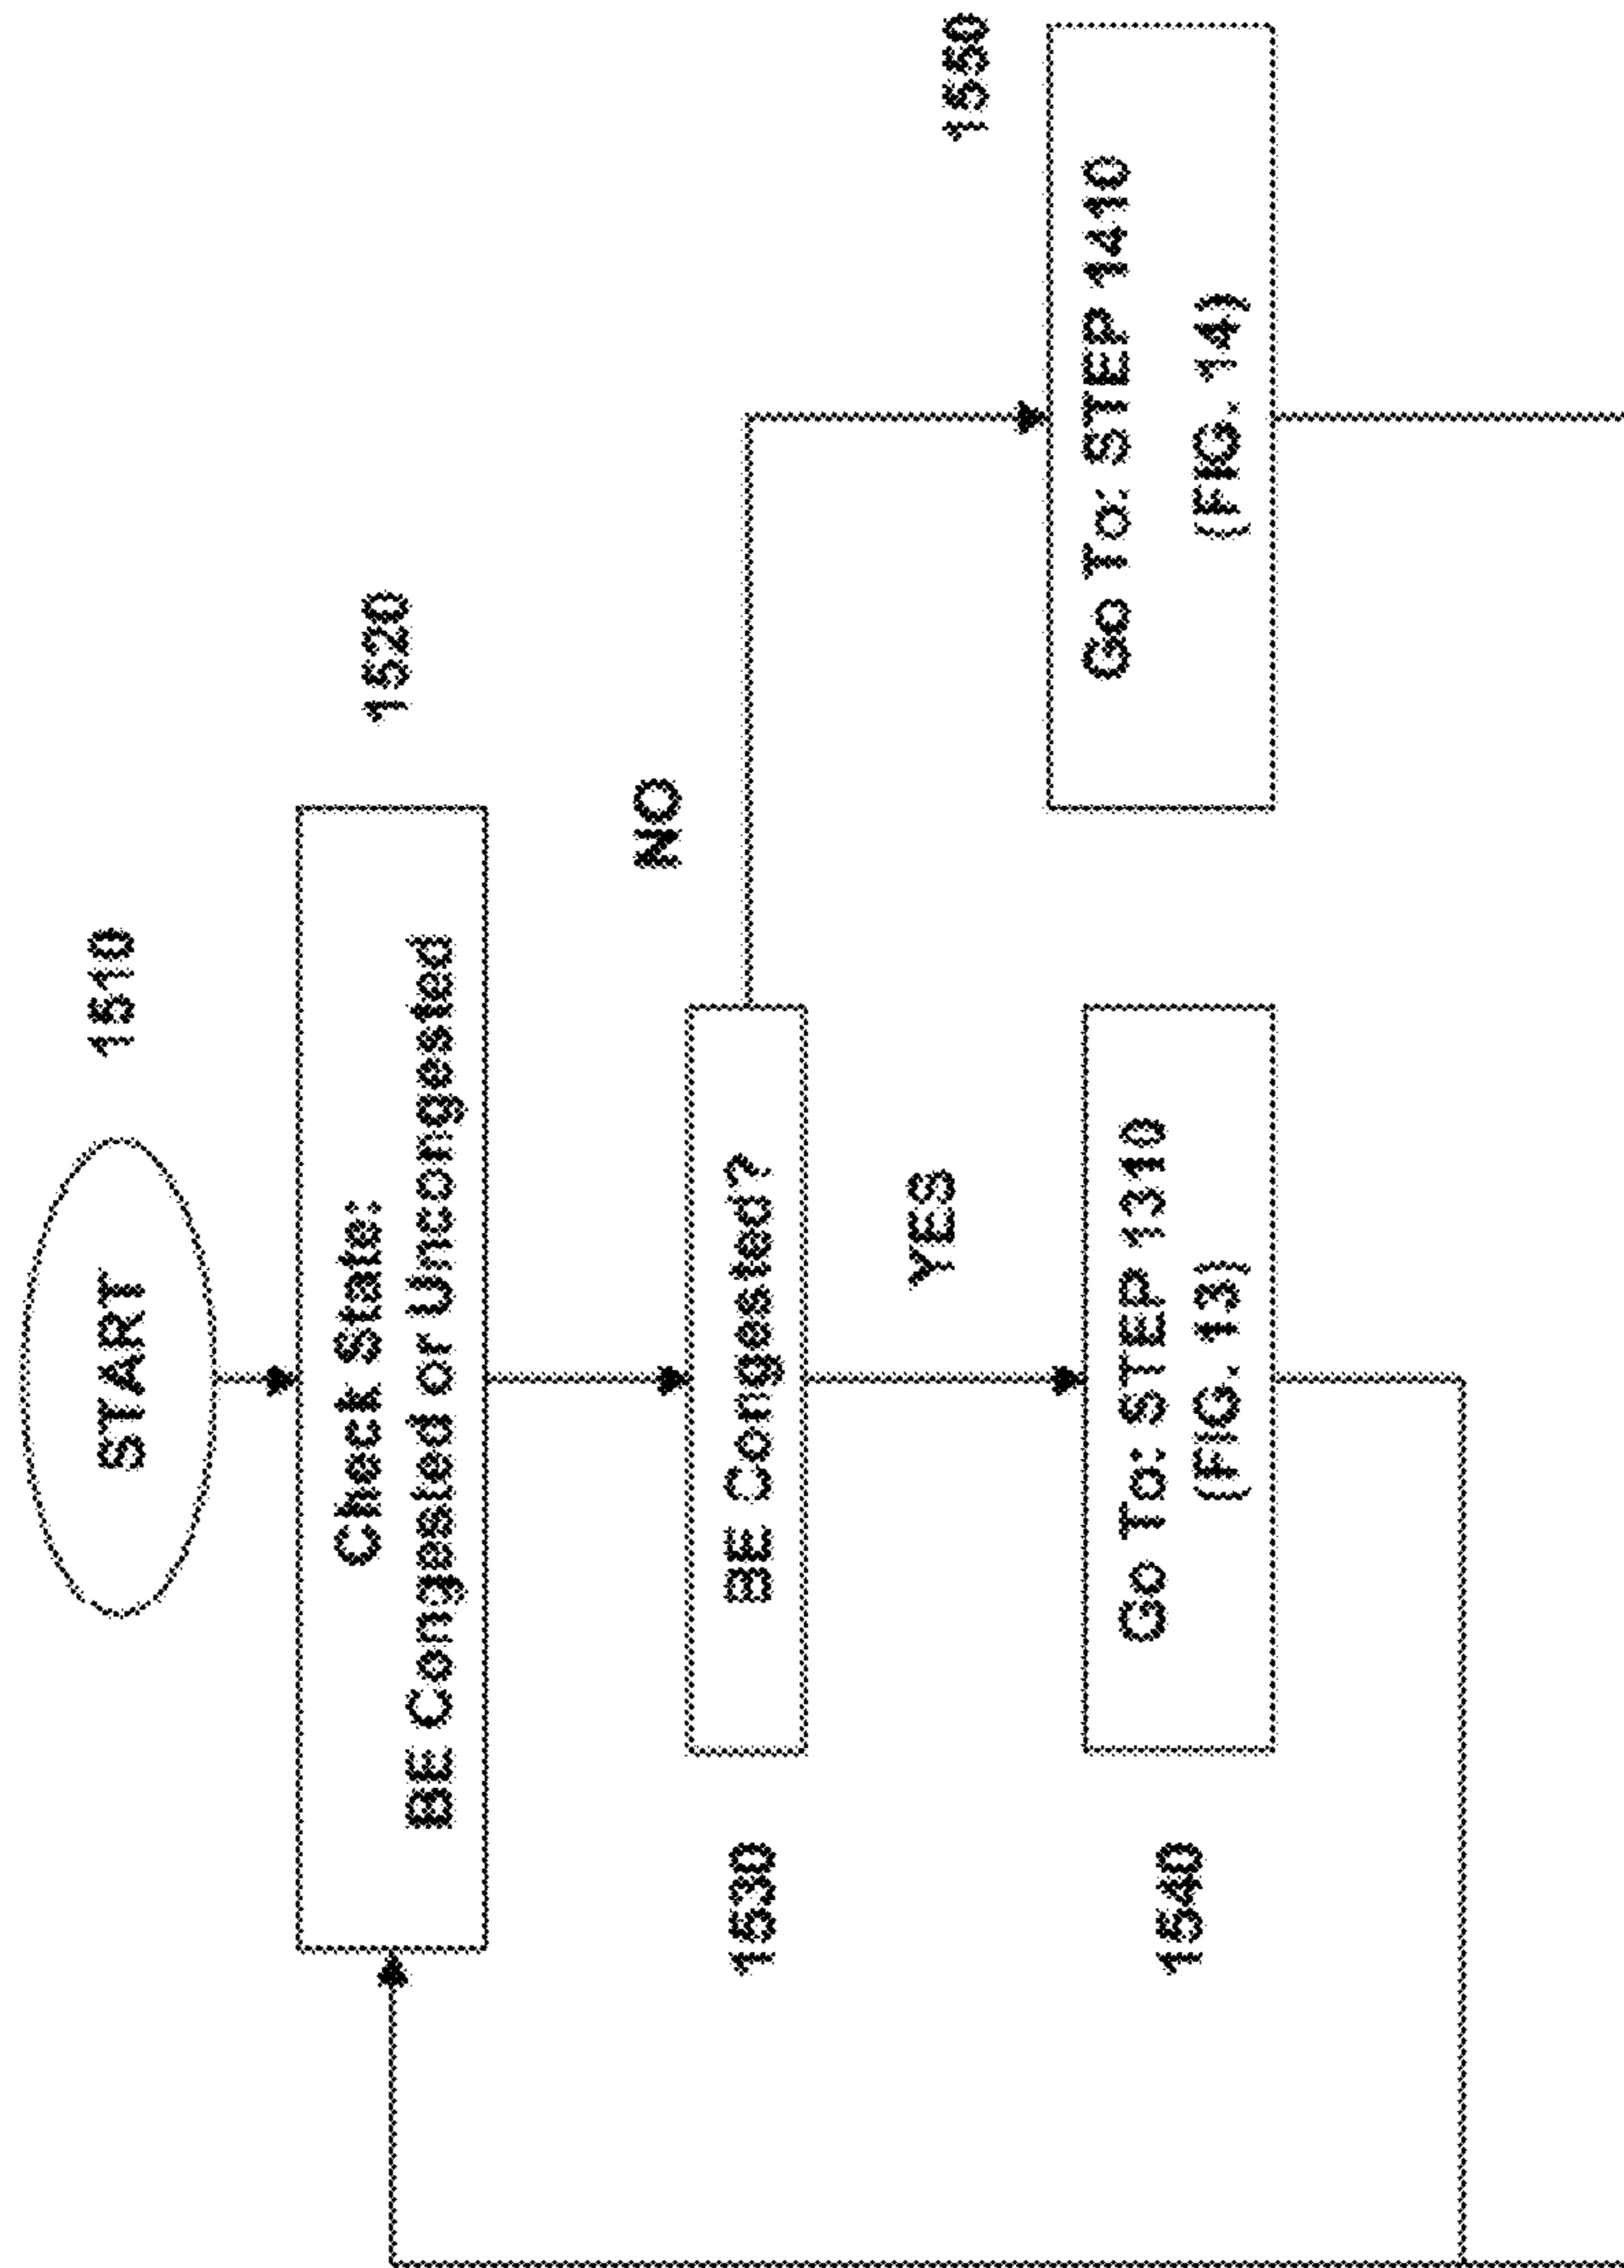 START
1510
Check State:
BE Congested or Uncongested
1520
BE Congested?
1530
NO
YES
Go To: STEP 1310
(FIG. 13)
1540
Go To: STEP 1410
(FIG. 14)
1550